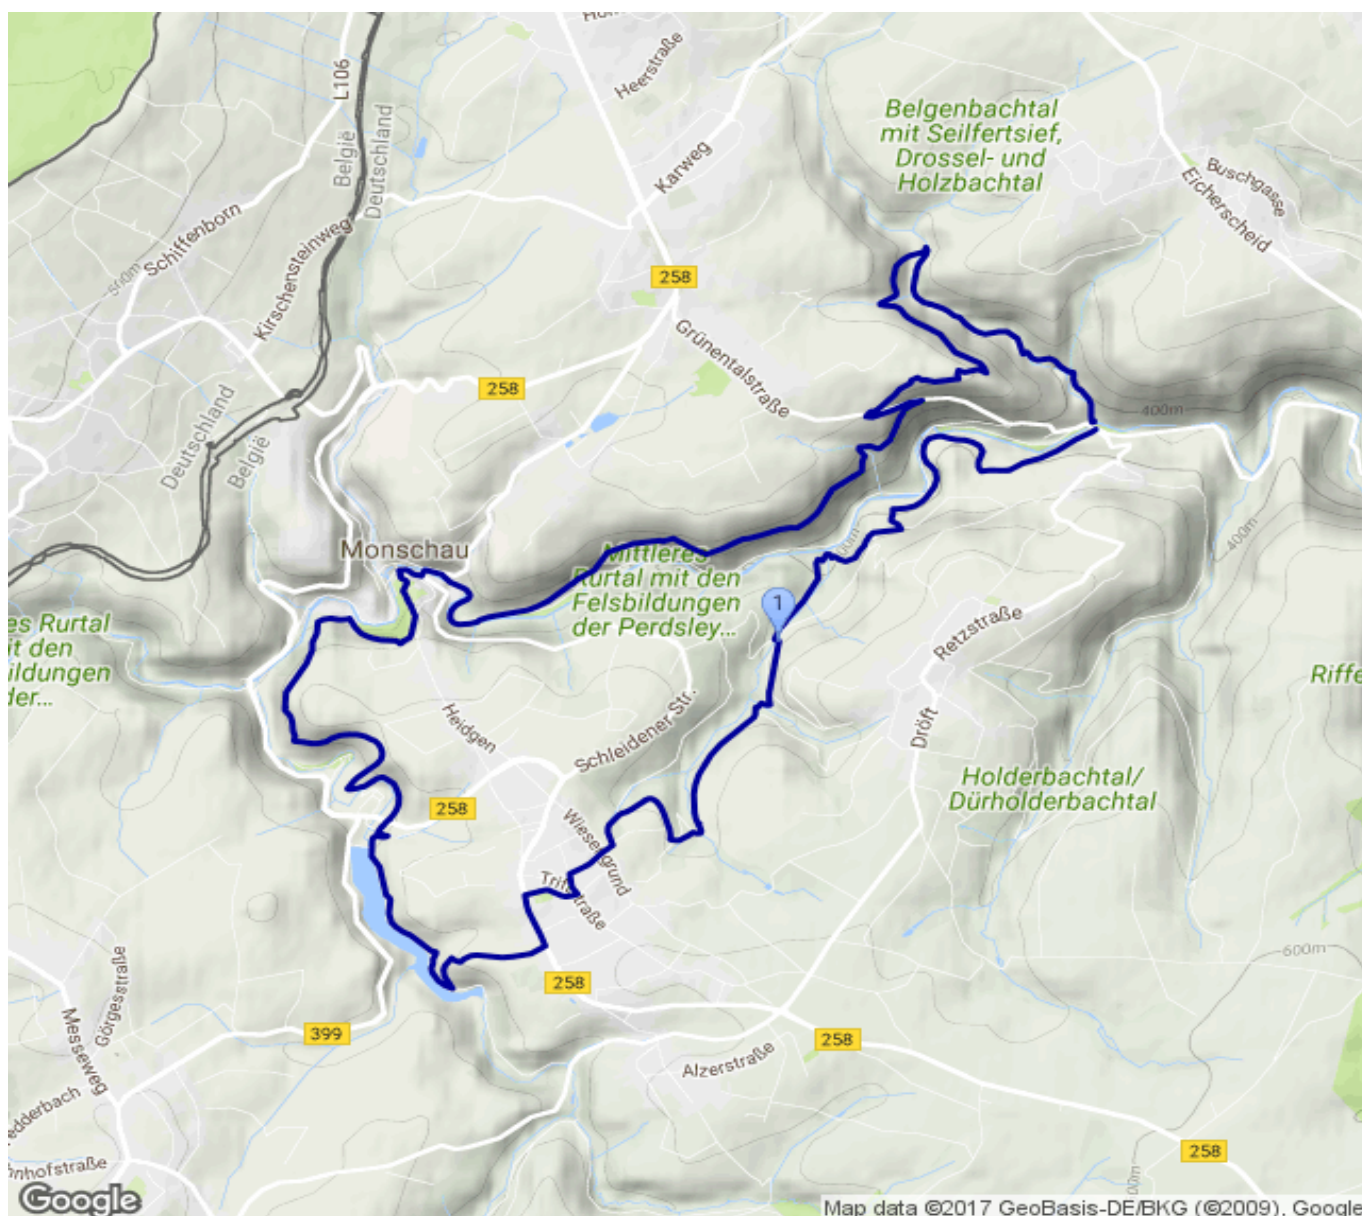 L106
Heerstraße
België
Deutschland
Karweg
Belgenbachtal
mit Seilfertsief,
Drossel- und
Holzbachtal
Buschgasse
Eicherscheid
Schiffenborn
Kirschensteinweg
258
Grünentalstraße
258
Deutschland
België
400m
Monschau
Mittleres
Rurtal mit den
Felsbildungen
der Perdsley...
1
400m
es Rurtal
it den
ildungen
der...
Retzstraße
Riffe
Heidgen
Schleidener Str.
Dröft
Holderbachtal/
Dürholderbachtal
258
Wiesengrund
600m
258
Görgesstraße
Messeweg
399
258
Alzerstraße
edderbach
258
hnhofstraße
Google
Map data ©2017 GeoBasis-DE/BKG (©2009), Google